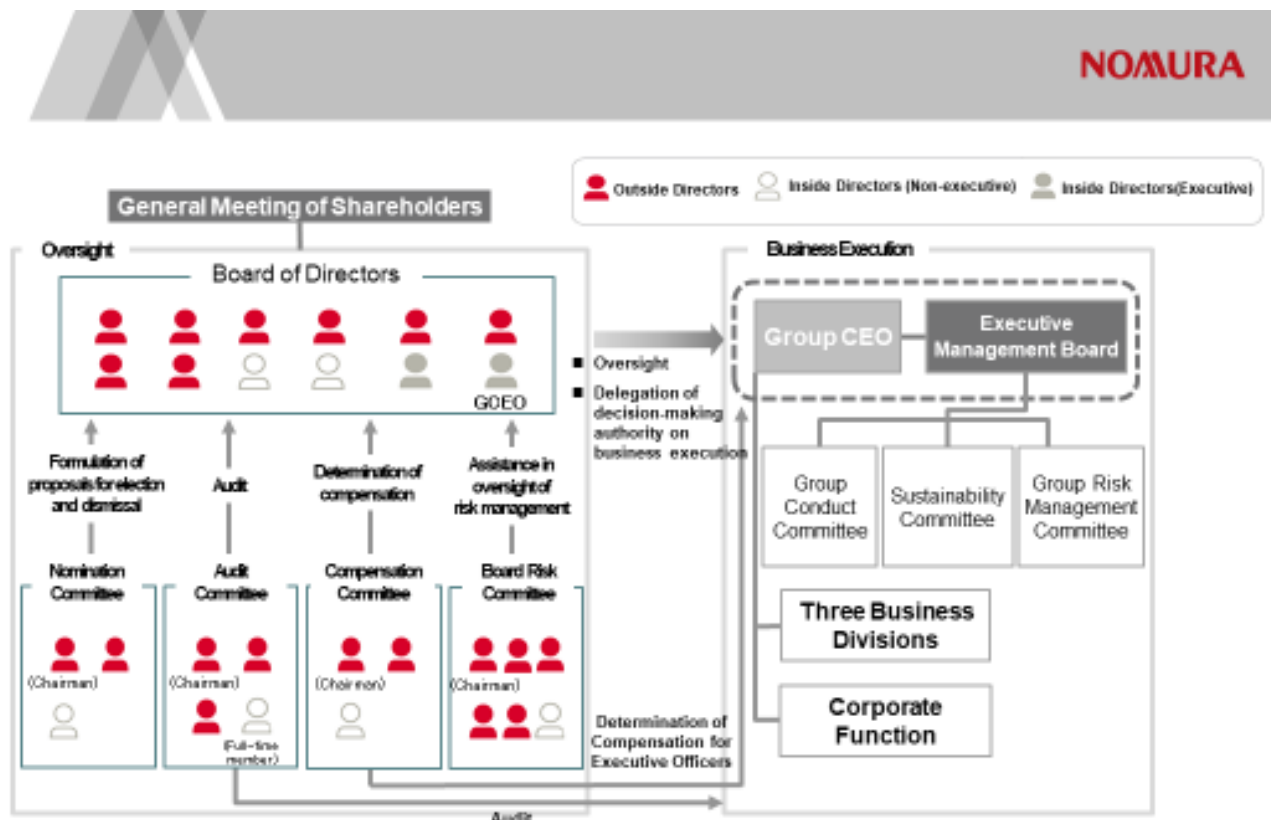 NOMURA
Outside Directors
Inside Directors (Non-executive)
Inside Directors(Executive)
General Meeting of Shareholders
Oversight
Board of Directors
GCEO
Formulation of
proposals for election
and dismissal
Audit
Determination of
compensation
Assistance in
oversight of
risk management
Nomination
Committee
(Chairman)
Audit
Committee
(Chairman)
(Full-time
member)
Compensation
Committee
(Chairman)
Board Risk
Committee
(Chairman)
Oversight
Delegation of
decision-making
authority on
business execution
Determination of
Compensation for
Executive Officers
Audit
Business Execution
Group CEO
Executive
Management Board
Group
Conduct
Committee
Sustainability
Committee
Group Risk
Management
Committee
Three Business
Divisions
Corporate
Function